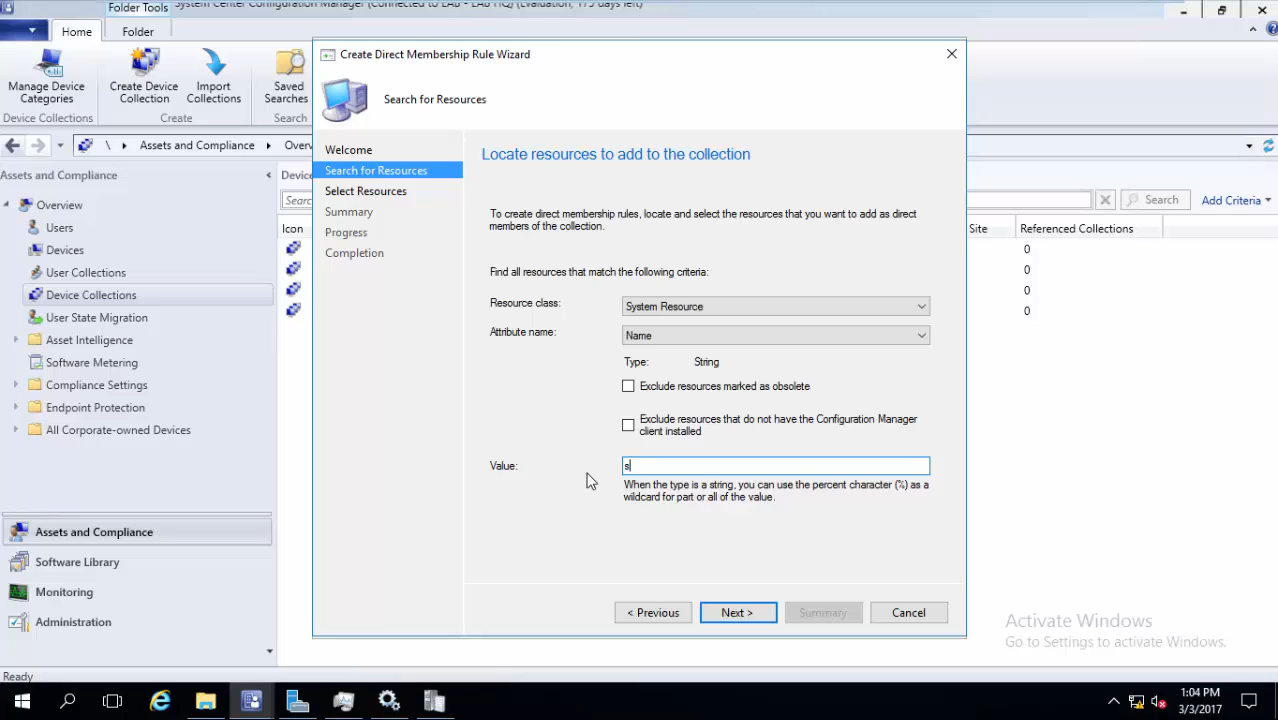 Folder Tools
System Center Configuration Manager (Connected to LAB - LAB HQ) (Evaluation, 175 days left)
Home
Folder
Manage Device
Categories
Create Device
Collection
Import
Collections
Saved
Searches
Device Collections
Create
Search
\
Assets and Compliance
Overv
Assets and Compliance
Overview
Users
Devices
User Collections
Device Collections
User State Migration
Asset Intelligence
Software Metering
Compliance Settings
Endpoint Protection
All Corporate-owned Devices
Assets and Compliance
Software Library
Monitoring
Administration
Ready
Devic
Searc
Search
Add Criteria
Icon
Site
Referenced Collections
0
0
0
0
Create Direct Membership Rule Wizard
Search for Resources
Welcome
Search for Resources
Select Resources
Summary
Progress
Completion
Locate resources to add to the collection
To create direct membership rules, locate and select the resources that you want to add as direct
members of the collection.
Find all resources that match the following criteria:
Resource class:
System Resource
Attribute name:
Name
Type:
String
Exclude resources marked as obsolete
Exclude resources that do not have the Configuration Manager
client installed
Value:
s
When the type is a string, you can use the percent character (%) as a
wildcard for part or all of the value.
< Previous
Next >
Summary
Cancel
Activate Windows
Go to Settings to activate Windows.
1:04 PM
3/3/2017